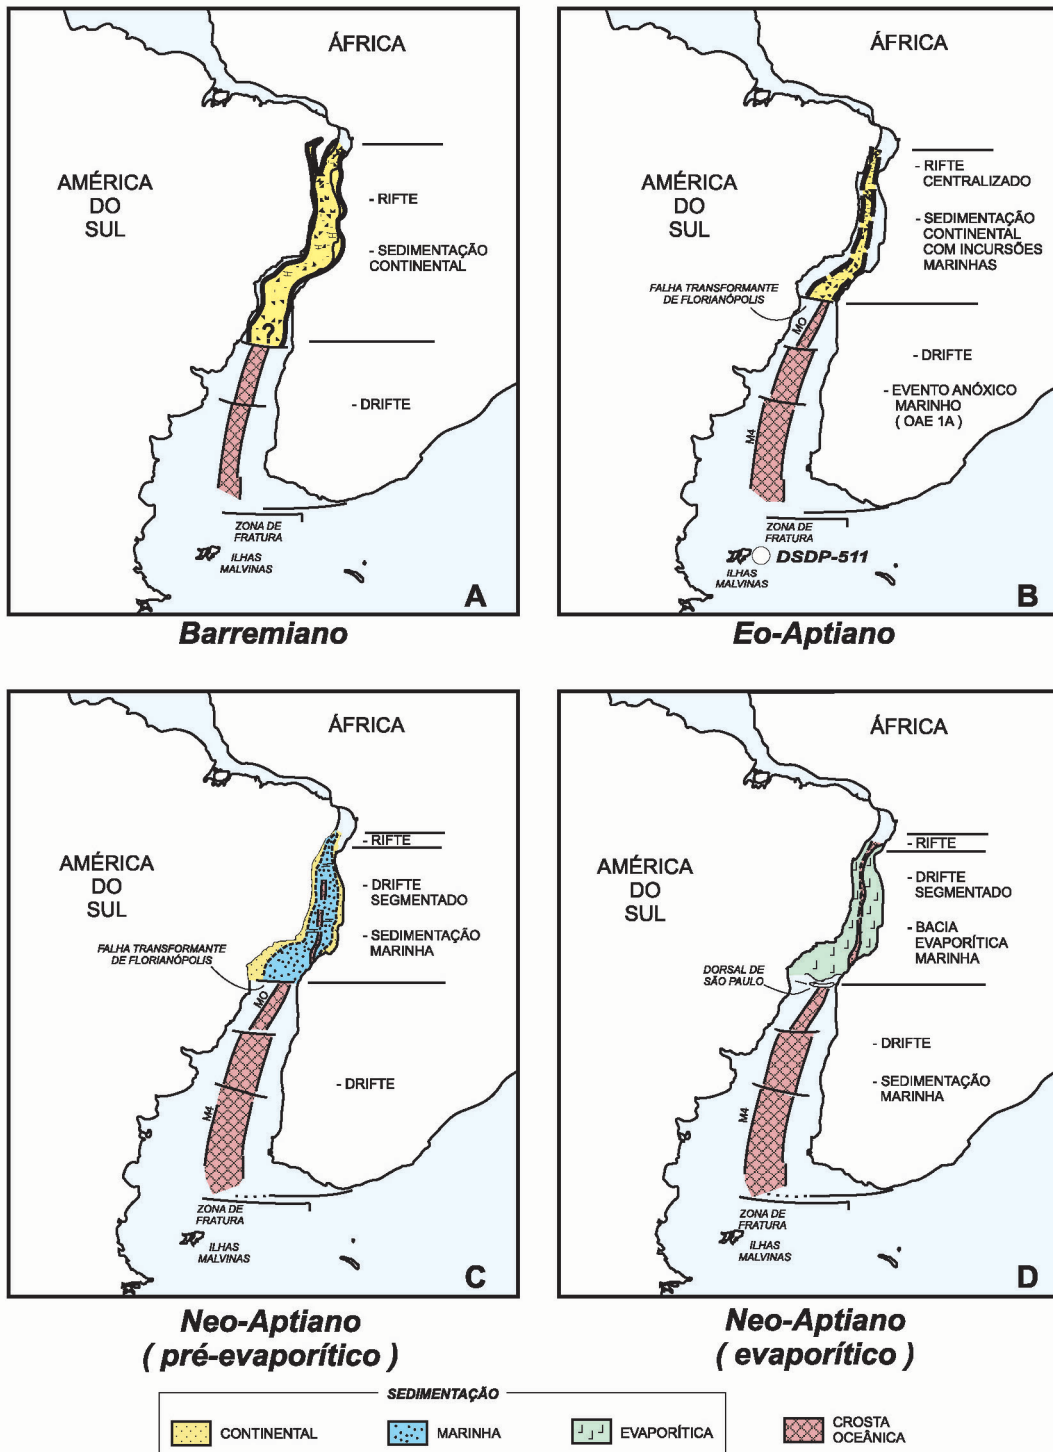 ÁFRICA
AMÉRICA
DO
SUL
- RIFTE
- SEDIMENTAÇÃO
CONTINENTAL
?
- DRIFTE
ZONA DE
FRATURA
ILHAS
MALVINAS
A
Barremiano
ÁFRICA
AMÉRICA
DO
SUL
- RIFTE
CENTRALIZADO
- SEDIMENTAÇÃO
CONTINENTAL
COM INCURSÕES
MARINHAS
FALHA TRANSFORMANTE
DE FLORIANÓPOLIS
MO
- DRIFTE
- EVENTO ANÓXICO
MARINHO
( OAE 1A )
M4
ZONA DE
FRATURA
DSDP-511
ILHAS
MALVINAS
B
Eo-Aptiano
ÁFRICA
AMÉRICA
DO
SUL
- RIFTE
- DRIFTE
SEGMENTADO
- SEDIMENTAÇÃO
MARINHA
FALHA TRANSFORMANTE
DE FLORIANÓPOLIS
MO
- DRIFTE
M4
ZONA DE
FRATURA
ILHAS
MALVINAS
C
Neo-Aptiano
( pré-evaporítico )
ÁFRICA
AMÉRICA
DO
SUL
- RIFTE
- DRIFTE
SEGMENTADO
- BACIA
EVAPORÍTICA
MARINHA
DORSAL DE
SÃO PAULO
- DRIFTE
- SEDIMENTAÇÃO
MARINHA
M4
ZONA DE
FRATURA
ILHAS
MALVINAS
D
Neo-Aptiano
( evaporítico )
SEDIMENTAÇÃO
CONTINENTAL
MARINHA
EVAPORÍTICA
CROSTA
OCEÂNICA